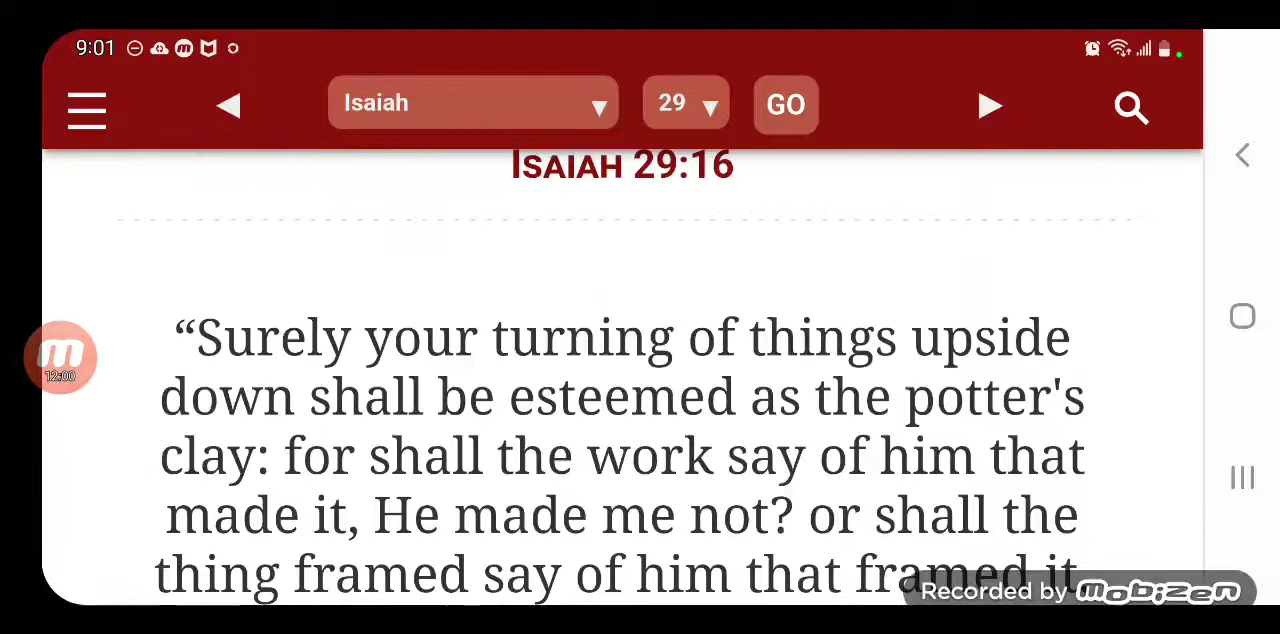 9:01
Isaiah
29
GO
ISAIAH 29:16
“Surely your turning of things upside
down shall be esteemed as the potter's
clay: for shall the work say of him that
made it, He made me not? or shall the
thing framed say of him that framed it,
m
12:00
Recorded by mobizen